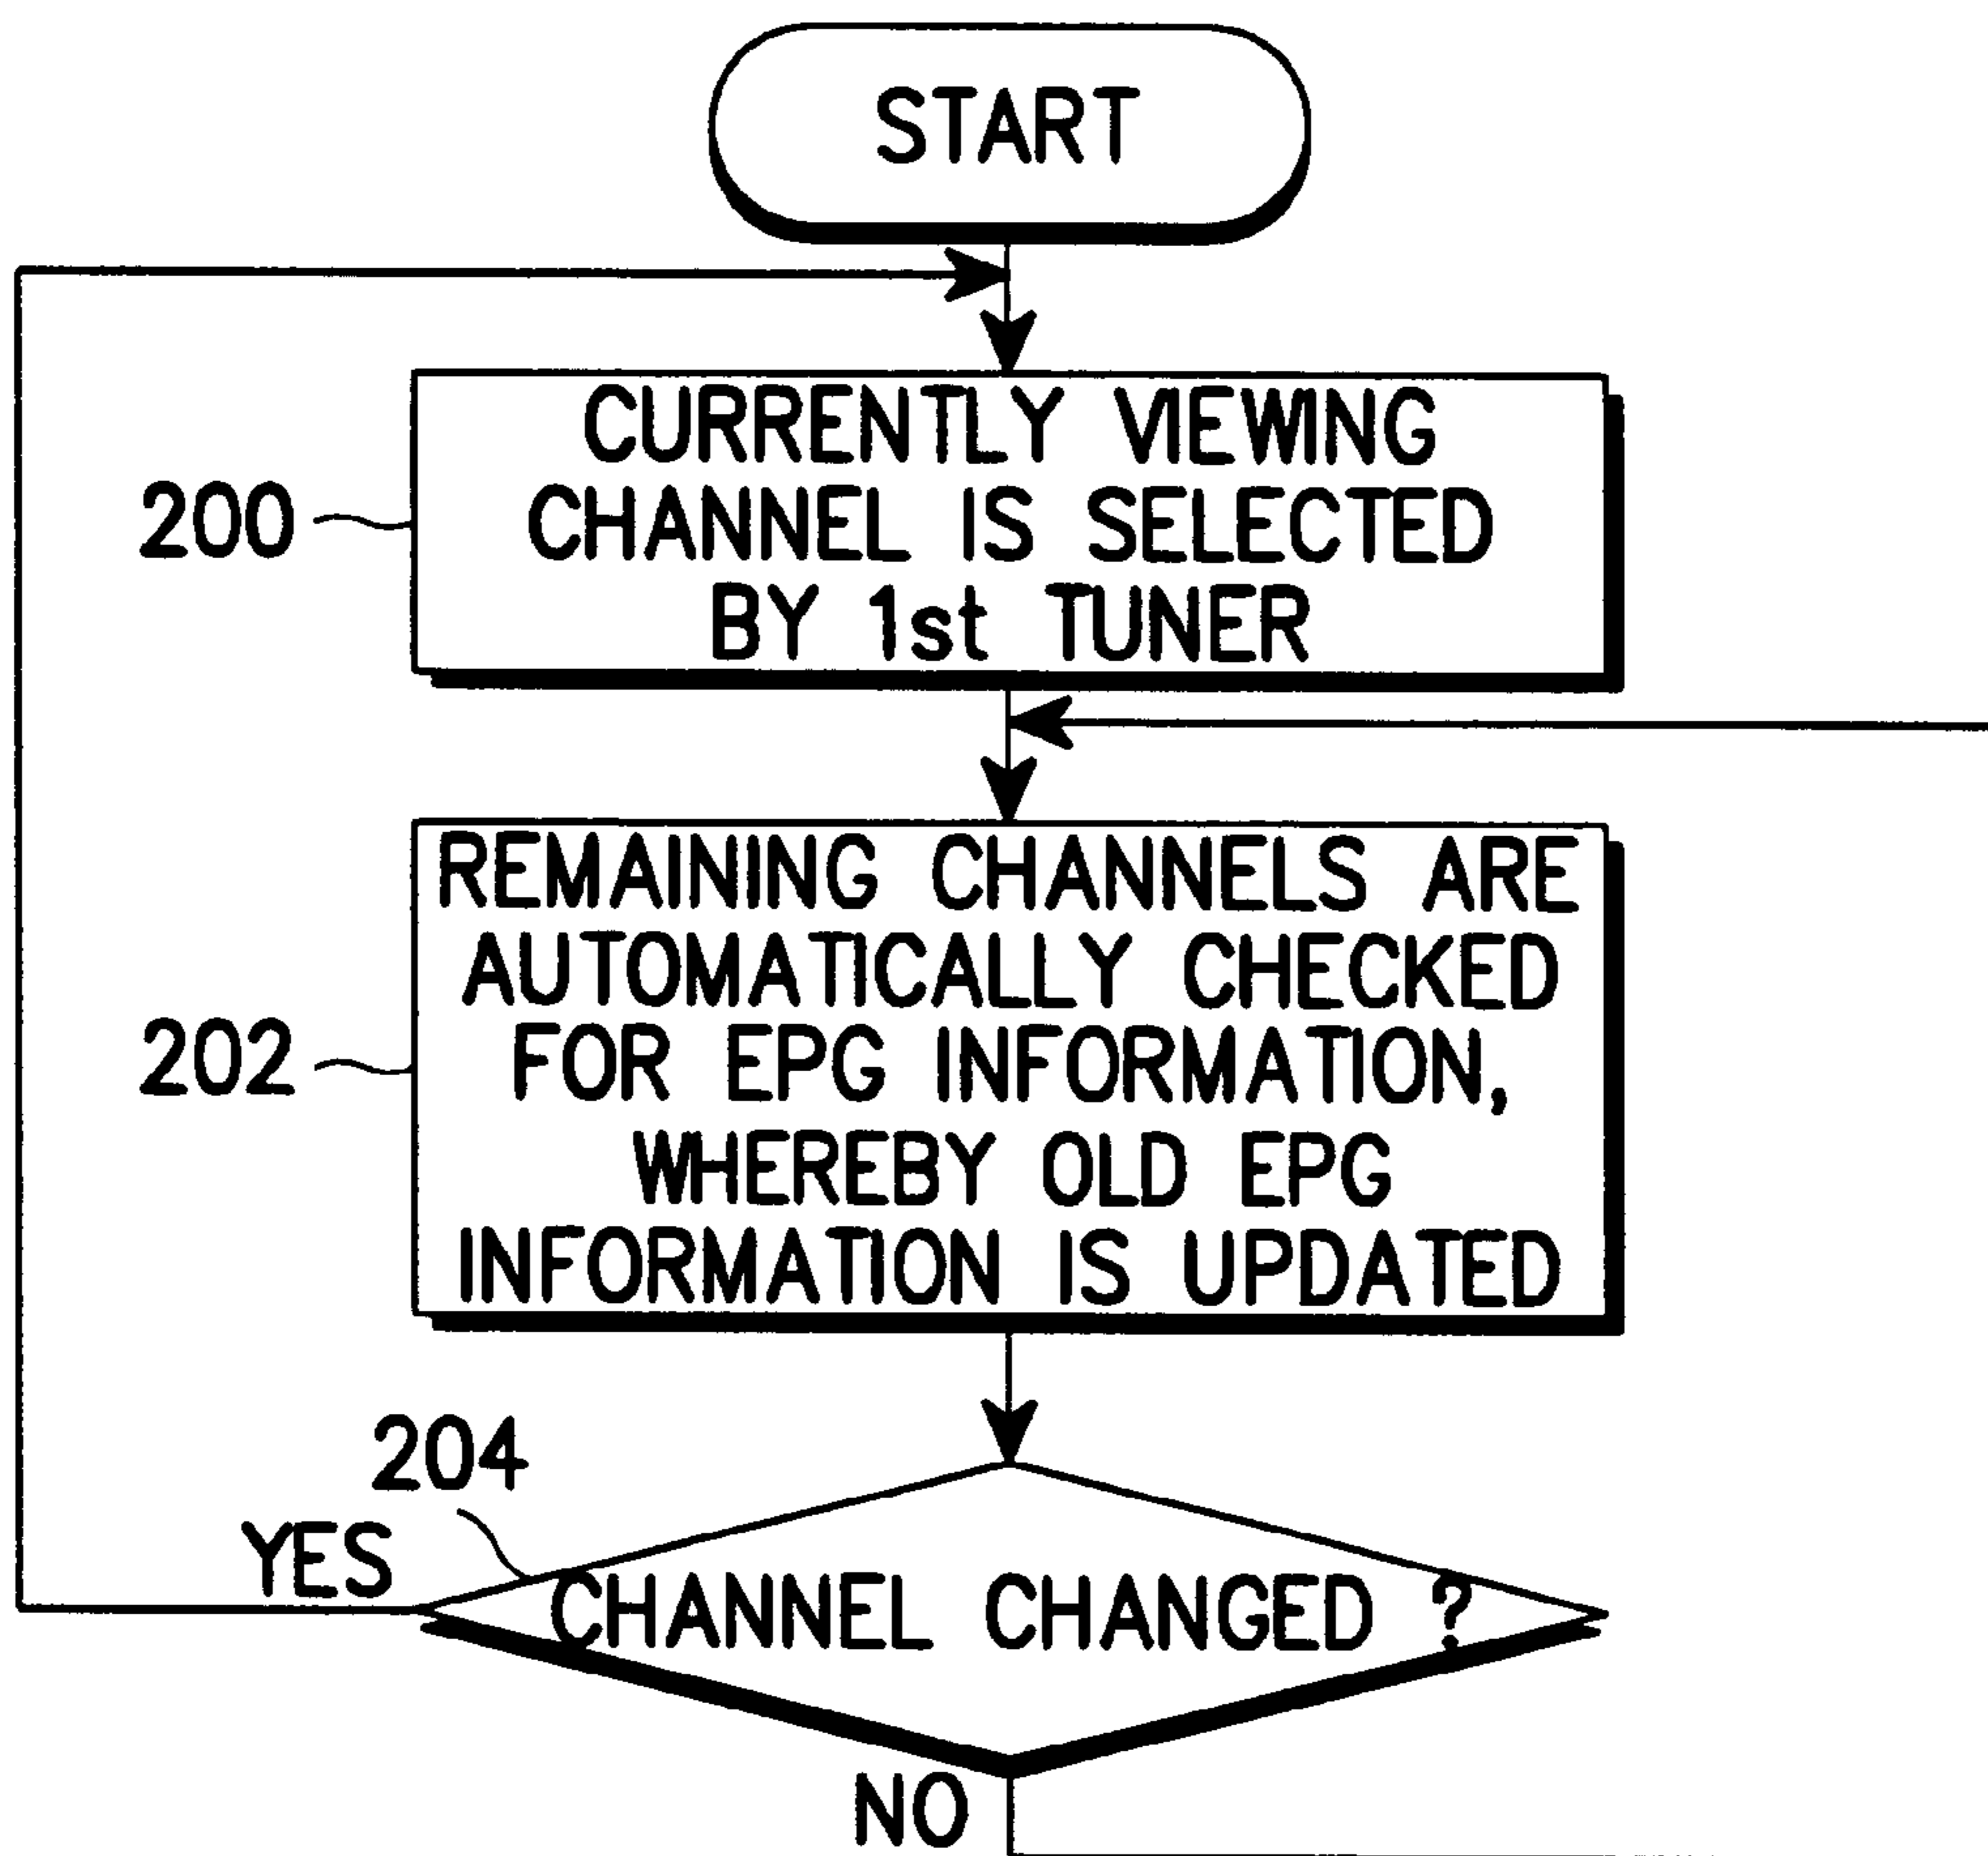 START
CURRENTLY VIEWING
CHANNEL IS SELECTED
BY 1st TUNER
200
REMAINING CHANNELS ARE
AUTOMATICALLY CHECKED
FOR EPG INFORMATION,
WHEREBY OLD EPG
INFORMATION IS UPDATED
202
204
YES
CHANNEL CHANGED ?
NO